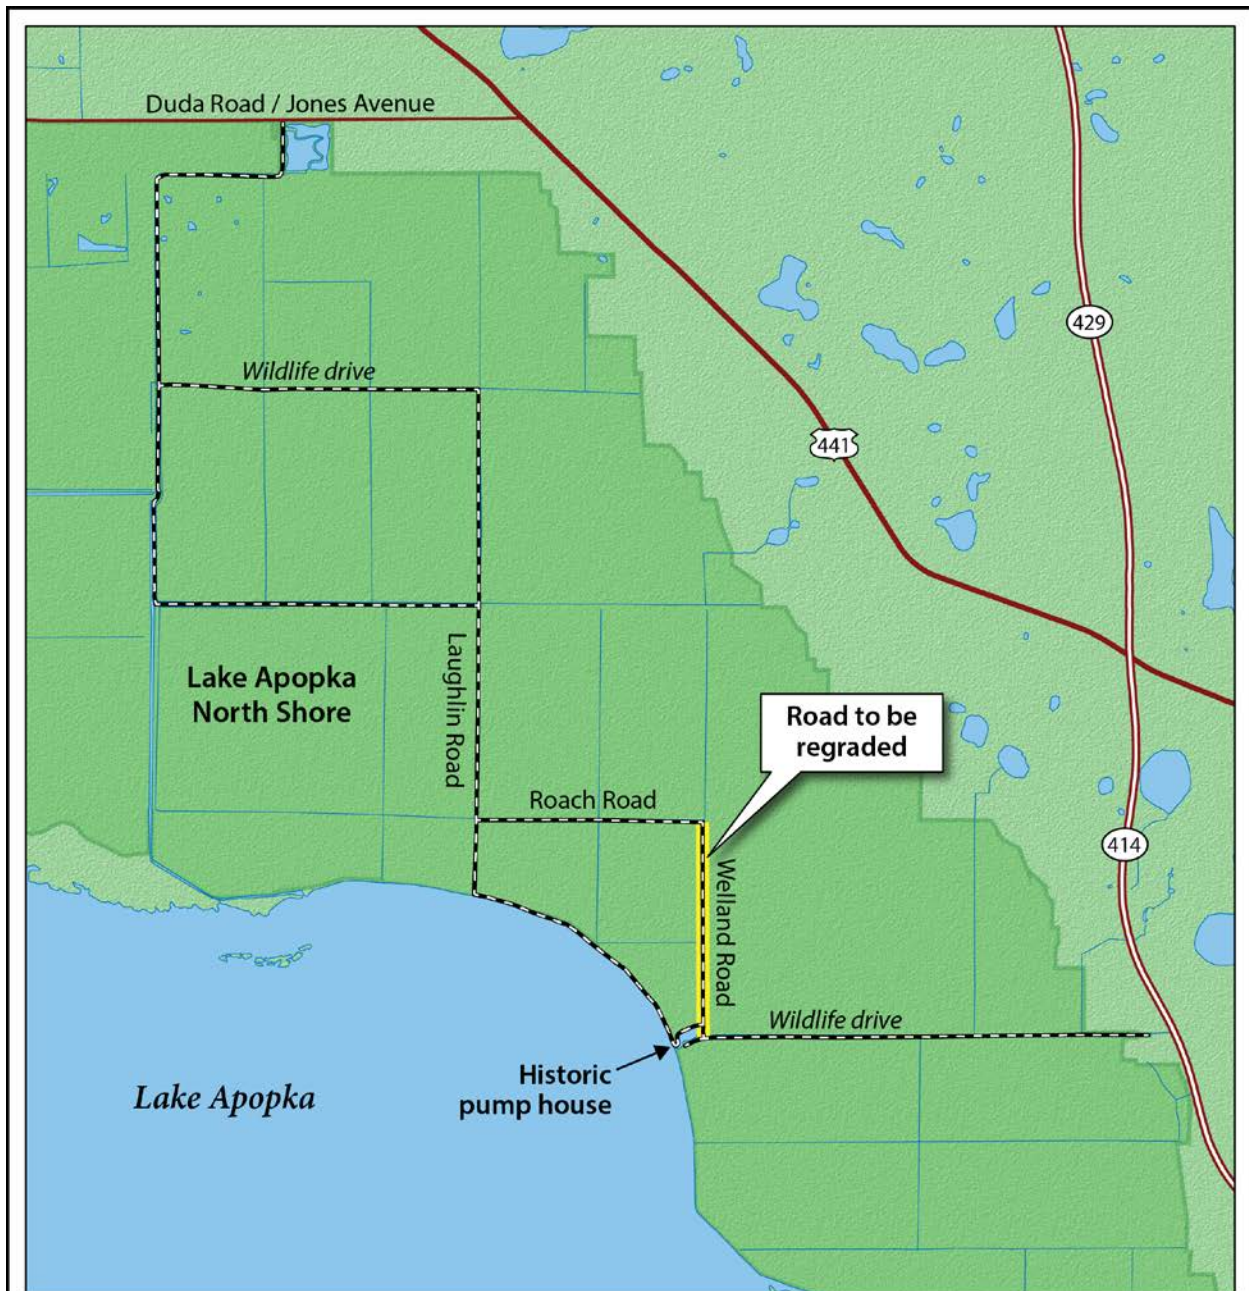 Duda Road / Jones Avenue
429
Wildlife drive
441
Laughlin Road
Lake Apopka
North Shore
Road to be
regraded
Roach Road
414
Welland Road
Wildlife drive
Historic
pump house
Lake Apopka